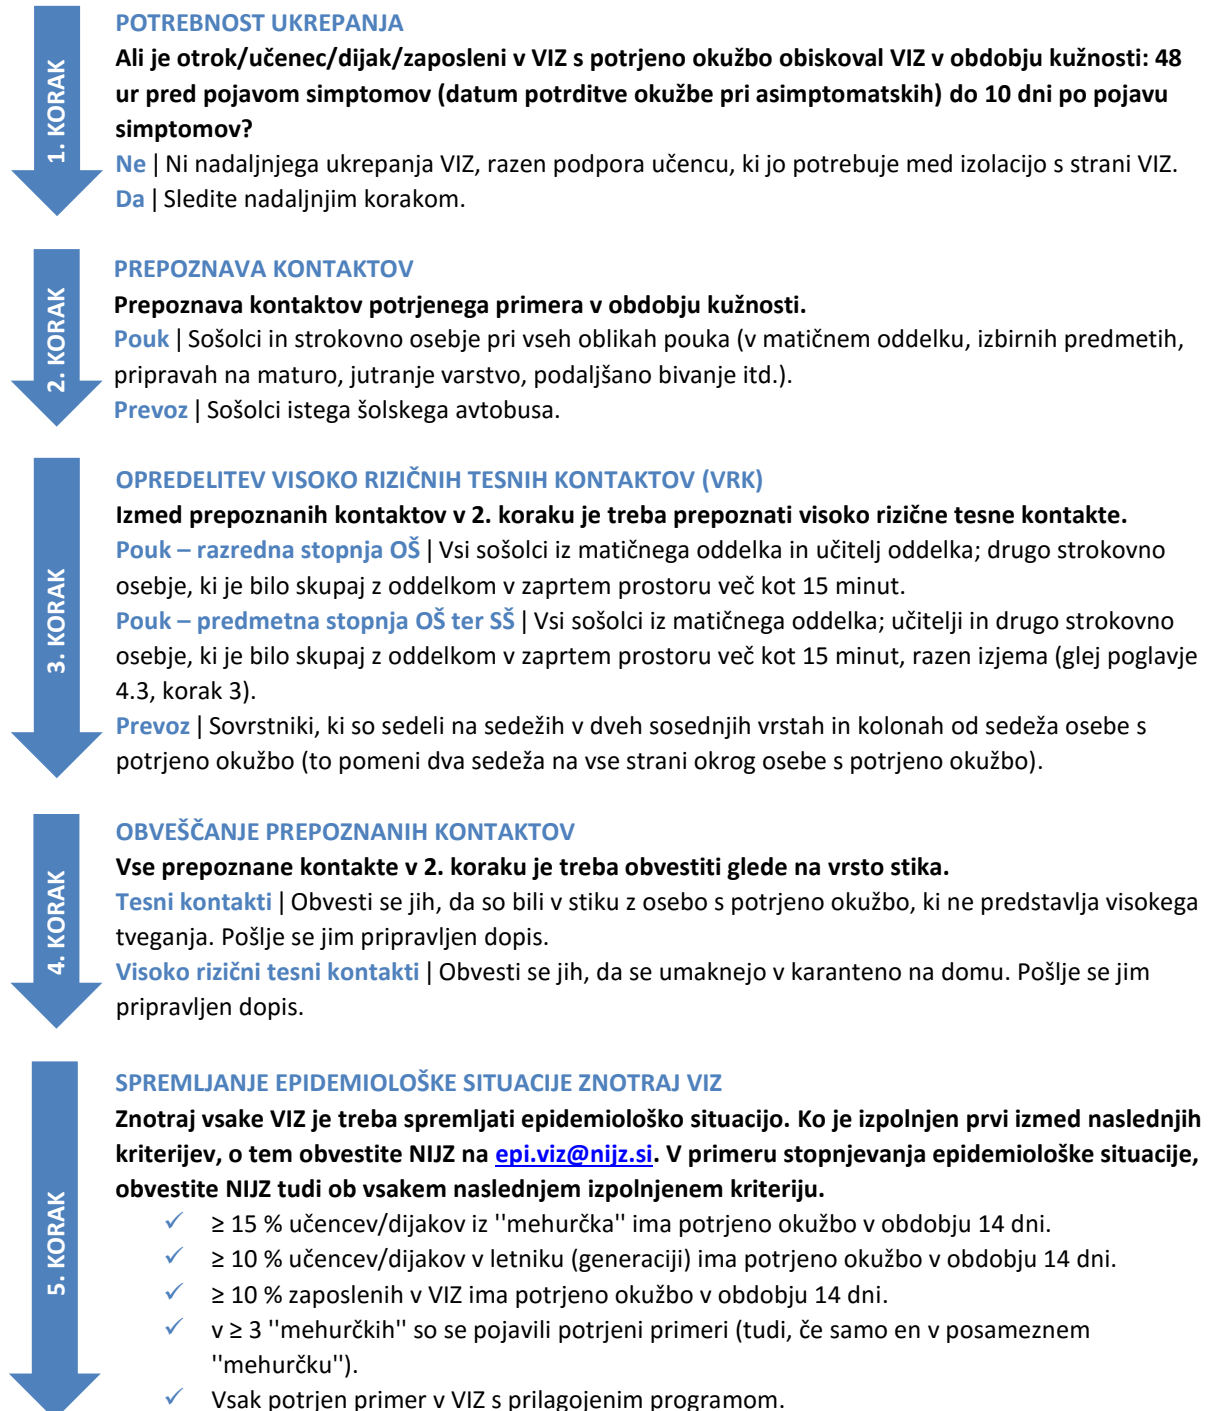 1. KORAK
POTREBNOST UKREPANJA
Ali je otrok/učenec/dijak/zaposleni v VIZ s potrjeno okužbo obiskoval VIZ v obdobju kužnosti: 48
ur pred pojavom simptomov (datum potrditve okužbe pri asimptomatskih) do 10 dni po pojavu
simptomov?
Ne | Ni nadaljnjega ukrepanja VIZ, razen podpora učencu, ki jo potrebuje med izolacijo s strani VIZ.
Da | Sledite nadaljnjim korakom.
2. KORAK
PREPOZNAVA KONTAKTOV
Prepoznava kontaktov potrjenega primera v obdobju kužnosti.
Pouk | Sošolci in strokovno osebje pri vseh oblikah pouka (v matičnem oddelku, izbirnih predmetih,
pripravah na maturo, jutranje varstvo, podaljšano bivanje itd.).
Prevoz | Sošolci istega šolskega avtobusa.
3. KORAK
OPREDELITEV VISOKO RIZIČNIH TESNIH KONTAKTOV (VRK)
Izmed prepoznanih kontaktov v 2. koraku je treba prepoznati visoko rizične tesne kontakte.
Pouk – razredna stopnja OŠ | Vsi sošolci iz matičnega oddelka in učitelj oddelka; drugo strokovno
osebje, ki je bilo skupaj z oddelkom v zaprtem prostoru več kot 15 minut.
Pouk – predmetna stopnja OŠ ter SŠ | Vsi sošolci iz matičnega oddelka; učitelji in drugo strokovno
osebje, ki je bilo skupaj z oddelkom v zaprtem prostoru več kot 15 minut, razen izjema (glej poglavje
4.3, korak 3).
Prevoz | Sovrstniki, ki so sedeli na sedežih v dveh sosednjih vrstah in kolonah od sedeža osebe s
potrjeno okužbo (to pomeni dva sedeža na vse strani okrog osebe s potrjeno okužbo).
4. KORAK
OBVEŠČANJE PREPOZNANIH KONTAKTOV
Vse prepoznane kontakte v 2. koraku je treba obvestiti glede na vrsto stika.
Tesni kontakti | Obvesti se jih, da so bili v stiku z osebo s potrjeno okužbo, ki ne predstavlja visokega
tveganja. Pošlje se jim pripravljen dopis.
Visoko rizični tesni kontakti | Obvesti se jih, da se umaknejo v karanteno na domu. Pošlje se jim
pripravljen dopis.
5. KORAK
SPREMLJANJE EPIDEMIOLOŠKE SITUACIJE ZNOTRAJ VIZ
Znotraj vsake VIZ je treba spremljati epidemiološko situacijo. Ko je izpolnjen prvi izmed naslednjih
kriterijev, o tem obvestite NIJZ na epi.viz@nijz.si. V primeru stopnjevanja epidemiološke situacije,
obvestite NIJZ tudi ob vsakem naslednjem izpolnjenem kriteriju.
✓ ≥ 15 % učencev/dijakov iz ''mehurčka'' ima potrjeno okužbo v obdobju 14 dni.
✓ ≥ 10 % učencev/dijakov v letniku (generaciji) ima potrjeno okužbo v obdobju 14 dni.
✓ ≥ 10 % zaposlenih v VIZ ima potrjeno okužbo v obdobju 14 dni.
✓ v ≥ 3 ''mehurčkih'' so se pojavili potrjeni primeri (tudi, če samo en v posameznem
''mehurčku'').
✓ Vsak potrjen primer v VIZ s prilagojenim programom.